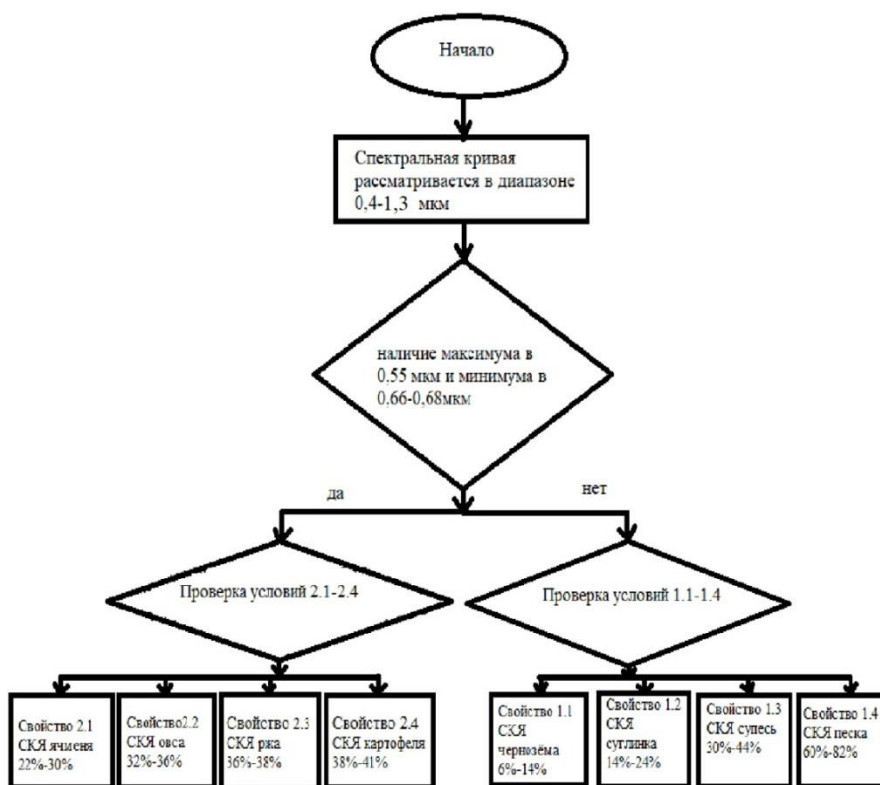 Начало
Спектральная кривая
рассматривается в диапазоне
0,4-1,3 мкм
наличие максимума в
0,55 мкм и минимума в
0,66-0,68мкм
да
нет
Проверка условий 2.1-2.4
Проверка условий 1.1-1.4
Свойство 2.1
СКЯ ячменя
22%-30%
Свойство2.2
СКЯ овса
32%-36%
Свойство 2.3
СКЯ ржа
36%-38%
Свойство 2.4
СКЯ картофеля
38%-41%
Свойство 1.1
СКЯ
чернозёма
6%-14%
Свойство 1.2
СКЯ
суглинка
14%-24%
Свойство 1.3
СКЯ супесь
30%-44%
Свойство 1.4
СКЯ песка
60%-82%